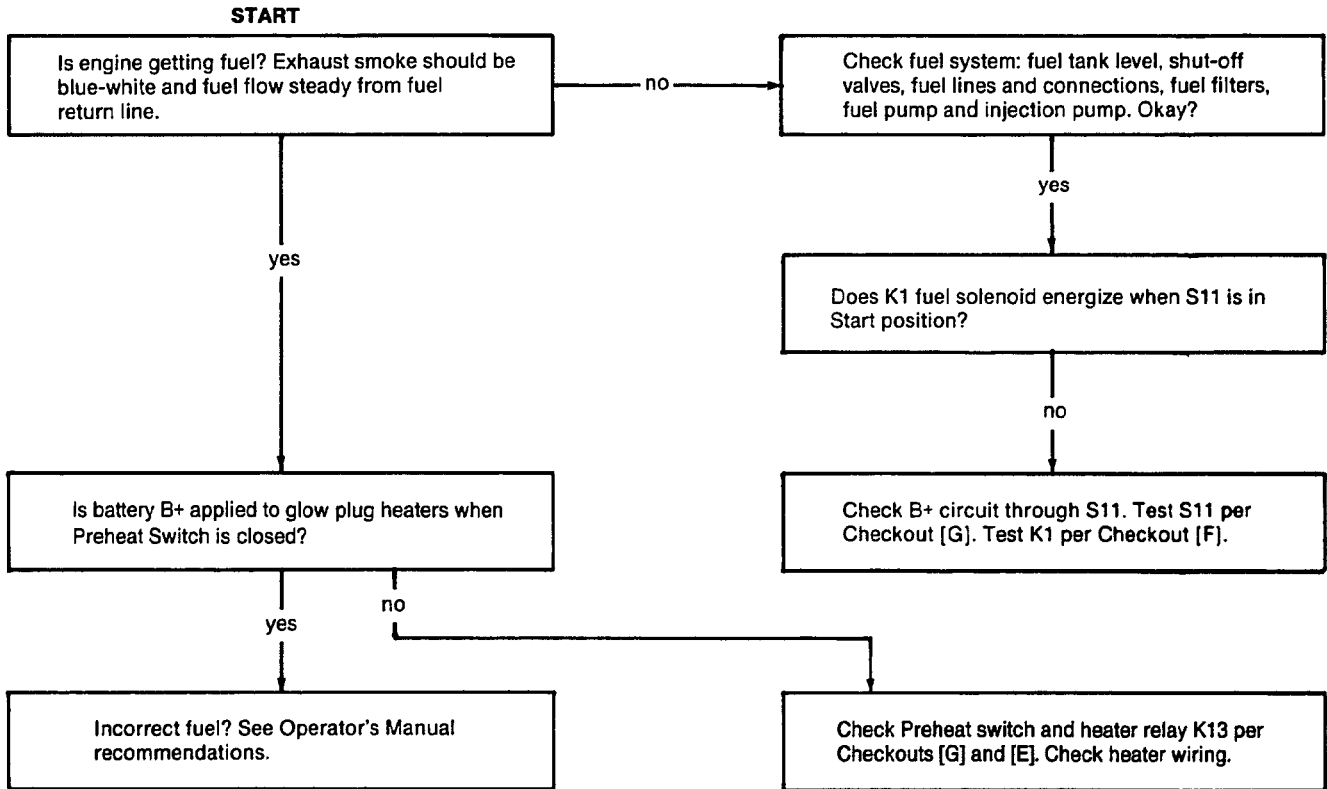 START
Is engine getting fuel? Exhaust smoke should be
blue-white and fuel flow steady from fuel
return line.
no
Check fuel system: fuel tank level, shut-off
valves, fuel lines and connections, fuel filters,
fuel pump and injection pump. Okay?
yes
yes
Does K1 fuel solenoid energize when S11 is in
Start position?
no
Is battery B+ applied to glow plug heaters when
Preheat Switch is closed?
Check B+ circuit through S11. Test S11 per
Checkout [G]. Test K1 per Checkout [F].
yes
no
Incorrect fuel? See Operator's Manual
recommendations.
Check Preheat switch and heater relay K13 per
Checkouts [G] and [E]. Check heater wiring.